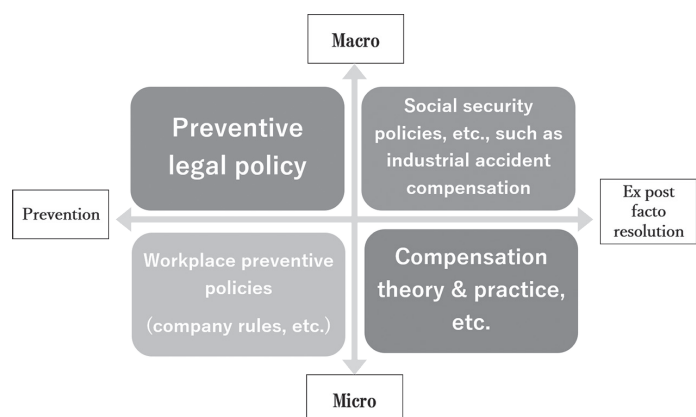 Macro
Preventive
legal policy
Social security
policies, etc., such as
industrial accident
compensation
Prevention
Ex post
facto
resolution
Workplace preventive
policies
(company rules, etc.)
Compensation
theory & practice,
etc.
Micro